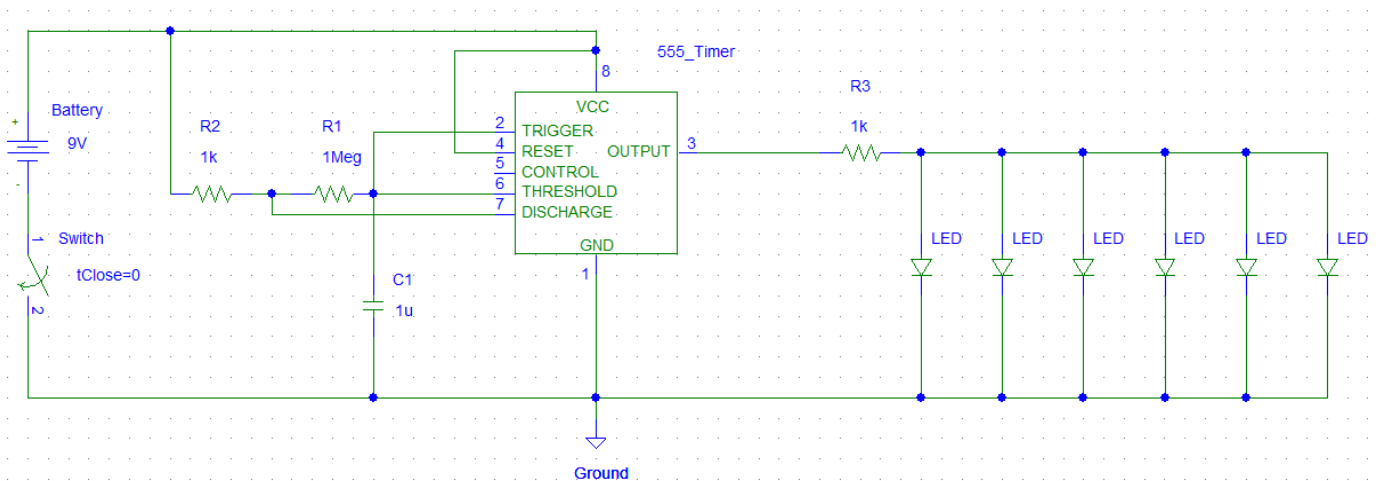 555_Timer
8
Battery
+
9V
-
R2
1k
R1
1Meg
VCC
2
TRIGGER
4
RESET
OUTPUT
3
5
CONTROL
6
THRESHOLD
7
DISCHARGE
GND
1
R3
1k
1
Switch
tClose=0
2
C1
1u
LED
LED
LED
LED
LED
LED
Ground